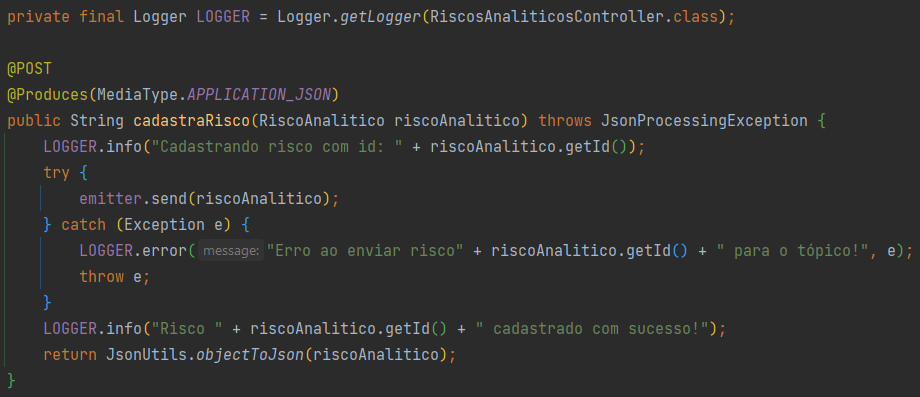 private final Logger LOGGER = Logger.getLogger(RiscosAnaliticosController.class);
@POST
@Produces(MediaType.APPLICATION_JSON)
public String cadastraRisco(RiscoAnalitico riscoAnalitico) throws JsonProcessingException {
LOGGER.info("Cadastrando risco com id: " + riscoAnalitico.getId());
try {
emitter.send(riscoAnalitico);
} catch (Exception e) {
LOGGER.error( message: "Erro ao enviar risco" + riscoAnalitico.getId() + " para o tópico!", e);
throw e;
}
LOGGER.info("Risco " + riscoAnalitico.getId() + " cadastrado com sucesso!");
return JsonUtils.objectToJson(riscoAnalitico);
}